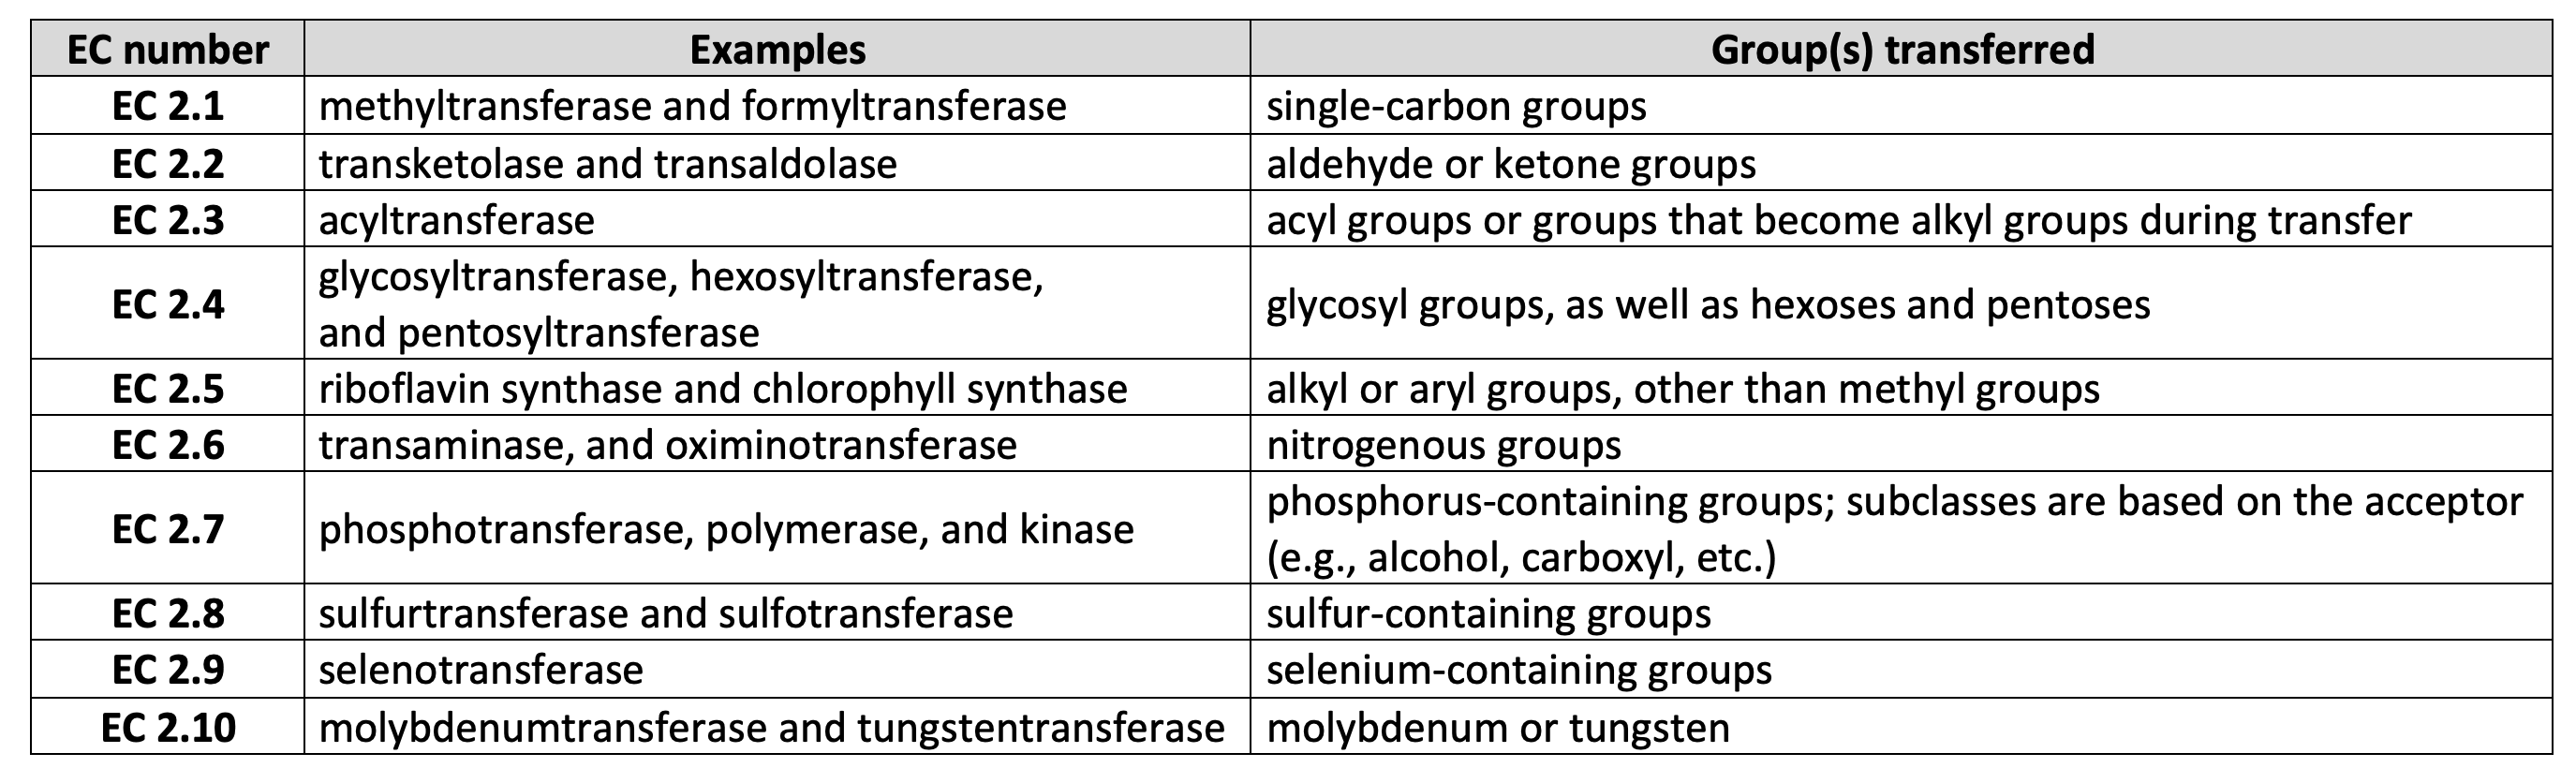 EC number Examples Group(s) transferred
EC 2.1 methyltransferase and formyltransferase single-carbon groups
EC 2.2 transketolase and transaldolase aldehyde or ketone groups
EC 2.3 acyltransferase acyl groups or groups that become alkyl groups during transfer
EC 2.4 glycosyltransferase, hexosyltransferase,
and pentosyltransferase glycosyl groups, as well as hexoses and pentoses
EC 2.5 riboflavin synthase and chlorophyll synthase alkyl or aryl groups, other than methyl groups
EC 2.6 transaminase, and oximinotransferase nitrogenous groups
EC 2.7 phosphotransferase, polymerase, and kinase phosphorus-containing groups; subclasses are based on the acceptor
(e.g., alcohol, carboxyl, etc.)
EC 2.8 sulfurtransferase and sulfotransferase sulfur-containing groups
EC 2.9 selenotransferase selenium-containing groups
EC 2.10 molybdenumtransferase and tungstentransferase molybdenum or tungsten